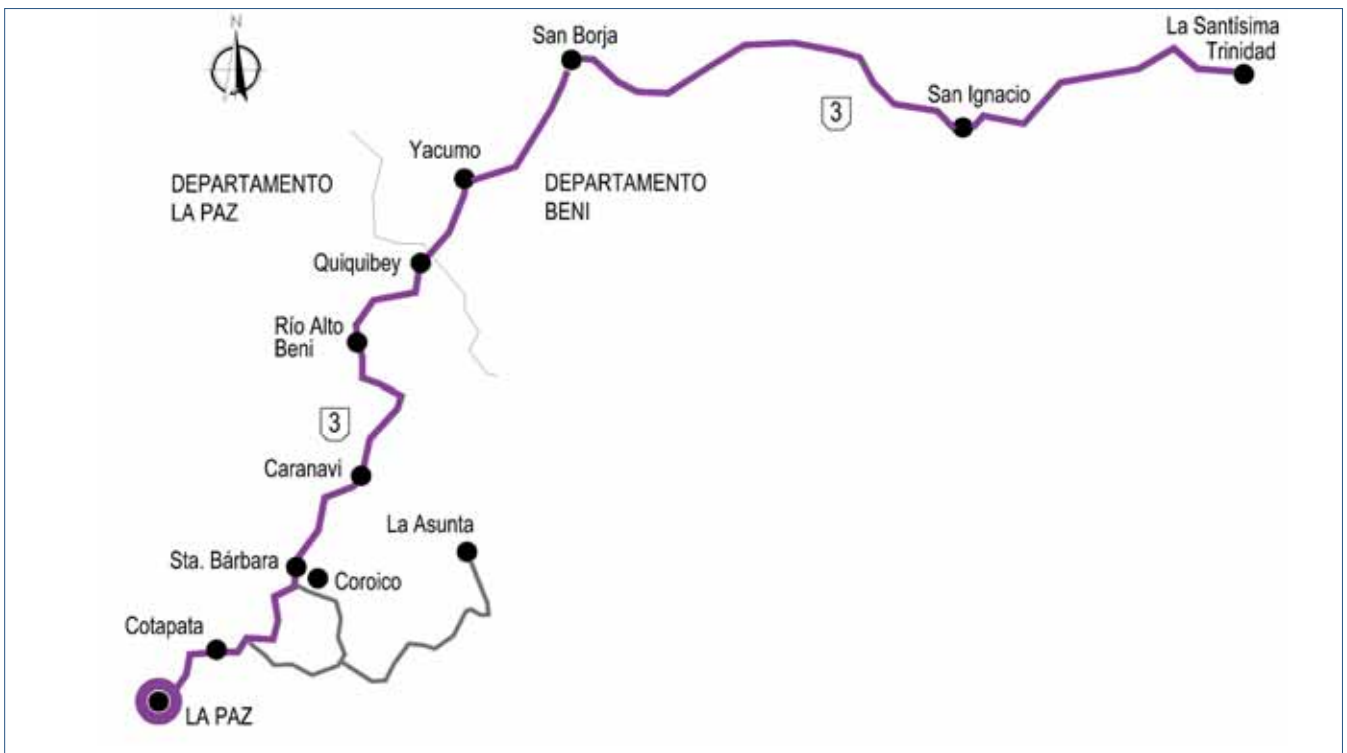 N
San Borja
La Santísima
Trinidad
San Ignacio
3
Yacumo
DEPARTAMENTO
LA PAZ
DEPARTAMENTO
BENI
Quiquibey
Río Alto
Beni
3
Caranavi
La Asunta
Sta. Bárbara
Coroico
Cotapata
LA PAZ